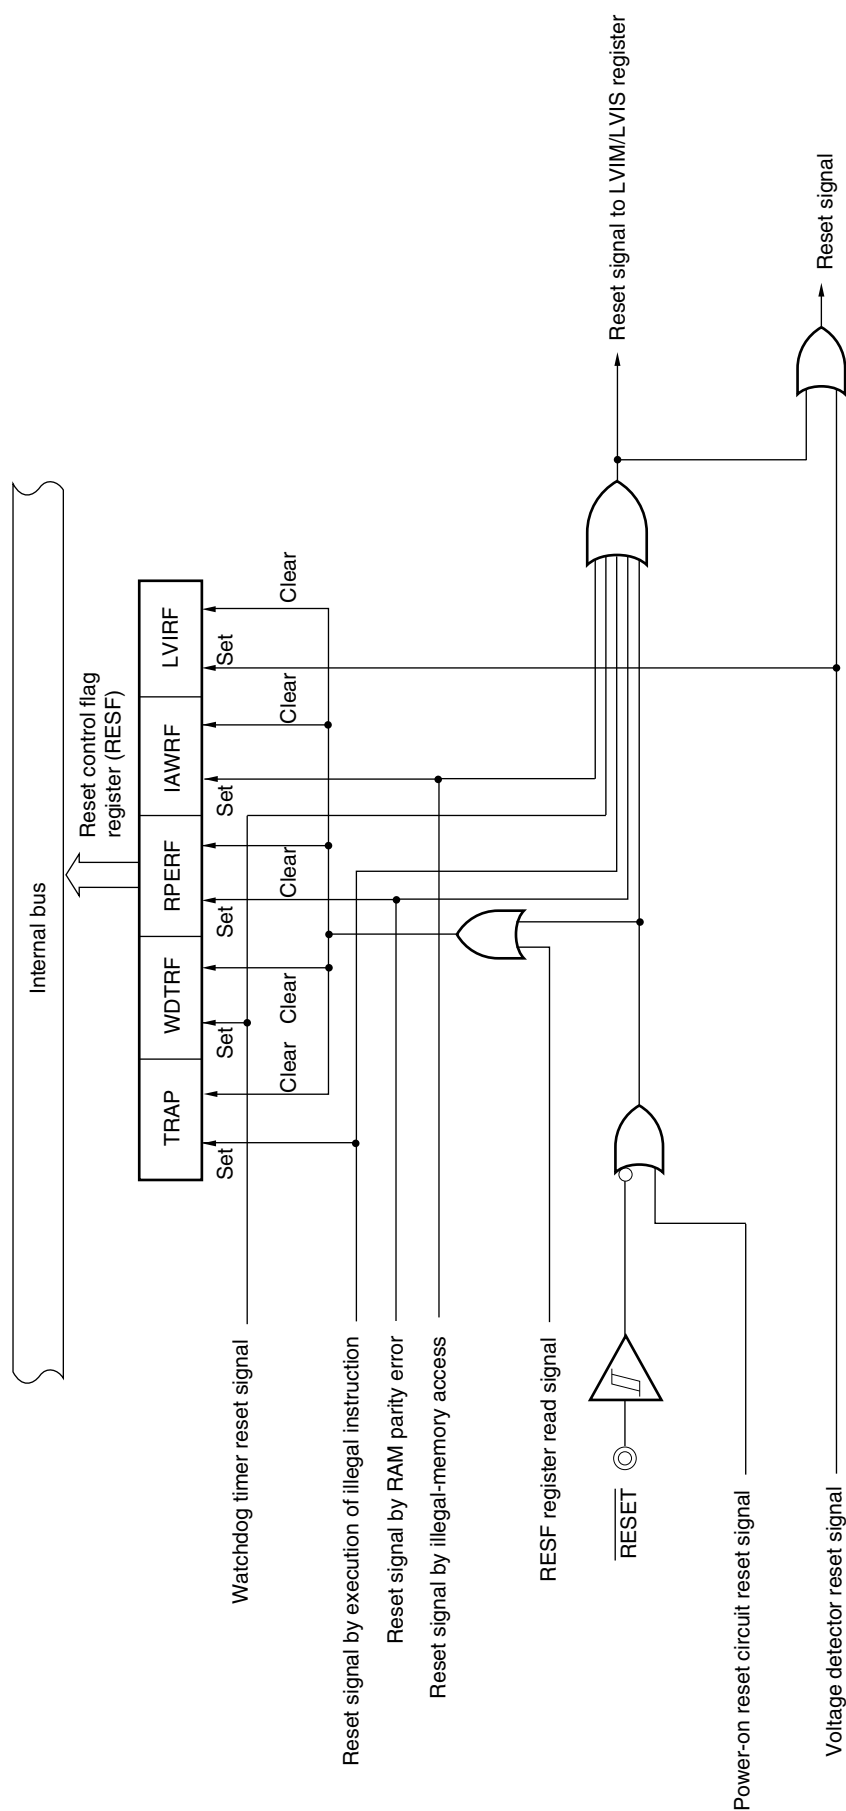 Internal bus
Reset control flag
register (RESF)
TRAP
WDTRF
RPERF
IAWRF
LVIRF
Set
Set
Set
Set
Set
Clear
Clear
Clear
Clear
Clear
Watchdog timer reset signal
Reset signal by execution of illegal instruction
Reset signal by RAM parity error
Reset signal by illegal-memory access
RESF register read signal
RESET
Power-on reset circuit reset signal
Voltage detector reset signal
Reset signal to LVIM/LVIS register
Reset signal